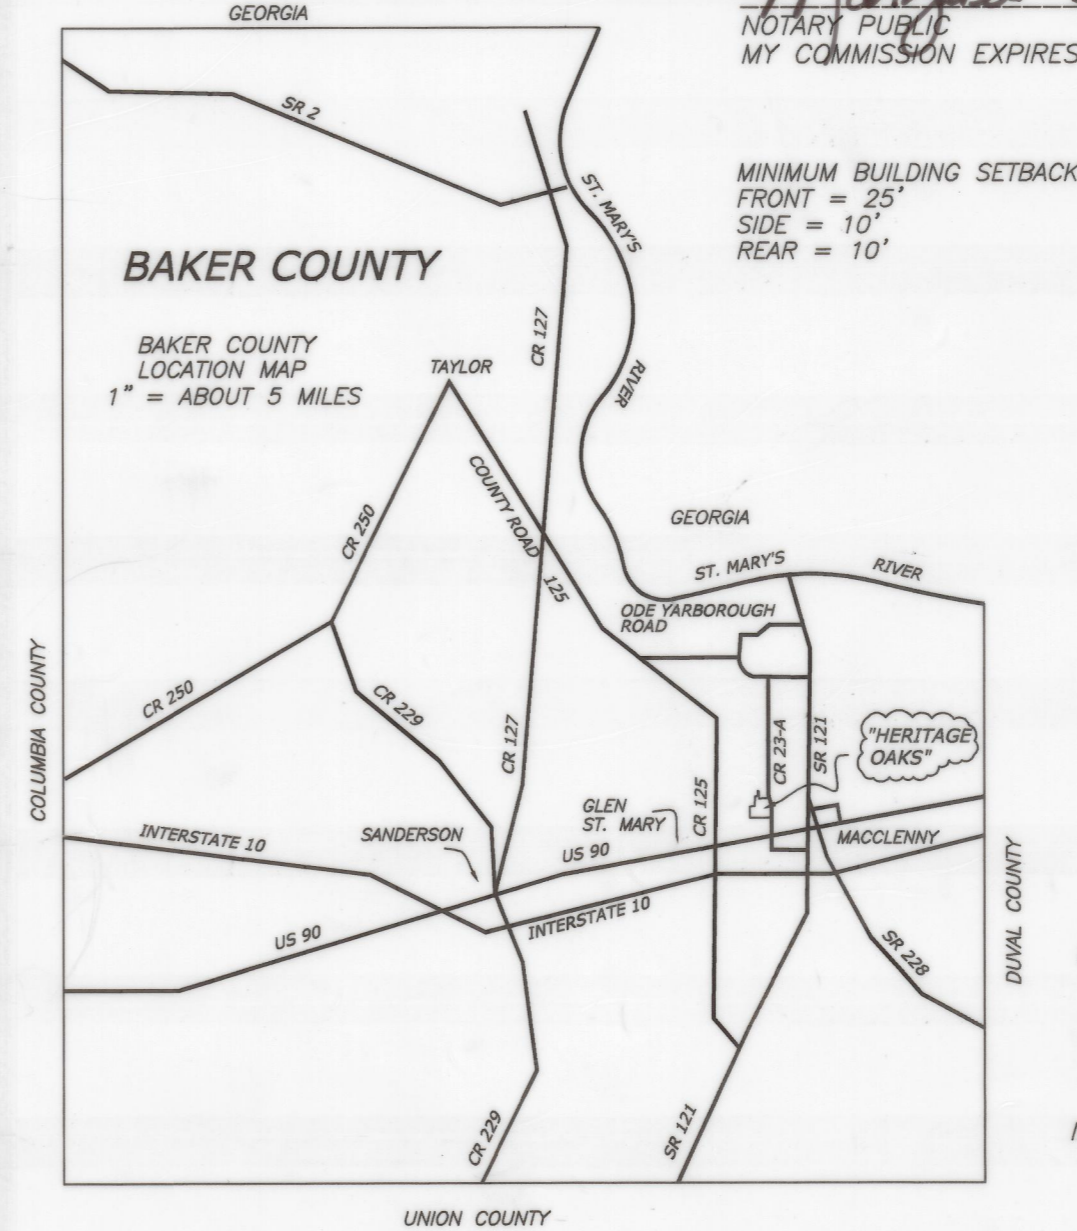 GEORGIA
NOTARY PUBLIC
MY COMMISSION EXPIRES
SR 2
MINIMUM BUILDING SETBACK
FRONT = 25'
SIDE = 10'
REAR = 10'
ST. MARY'S
RIVER
BAKER COUNTY
BAKER COUNTY
LOCATION MAP
1" = ABOUT 5 MILES
CR 127
TAYLOR
COUNTY ROAD 125
CR 250
GEORGIA
ST. MARY'S
RIVER
ODE YARBOROUGH
ROAD
COLUMBIA COUNTY
CR 250
CR 229
CR 127
CR 125
CR 23-A
SR 121
"HERITAGE
OAKS"
GLEN
ST. MARY
INTERSTATE 10
SANDERSON
US 90
MACCLENNY
US 90
INTERSTATE 10
SR 228
DUVAL COUNTY
CR 229
SR 121
UNION COUNTY